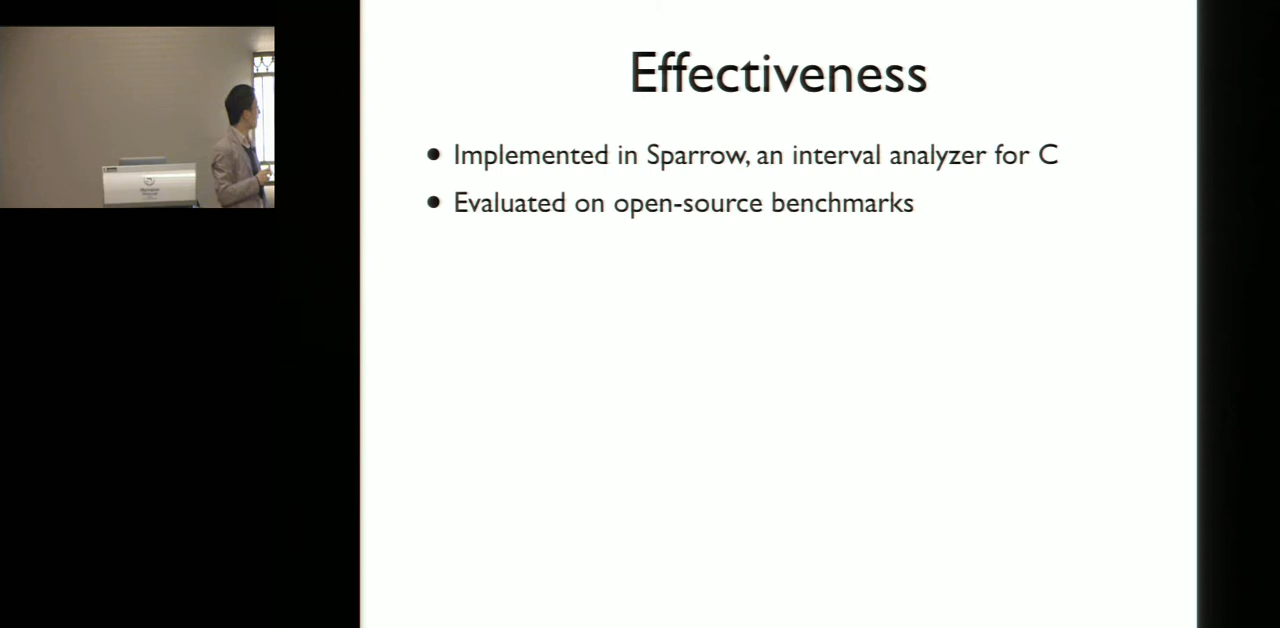 Effectiveness
• Implemented in Sparrow, an interval analyzer for C
• Evaluated on open-source benchmarks